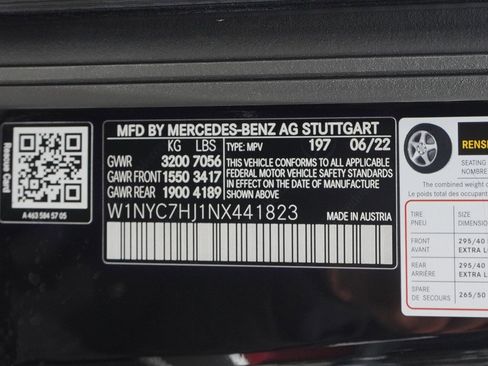 MFD BY MERCEDES-BENZ AG STUTTGART
KG LBS TYPE: MPV 197 06/22
GVWR 3200 7056
GAWR FRONT 1550 3417
GAWR REAR 1900 4189
THIS VEHICLE CONFORMS TO ALL APPLICABLE
FEDERAL MOTOR VEHICLE SAFETY STANDARDS
IN EFFECT ON THE DATE OF MANUFACTURE
SHOWN ABOVE.
W1NYC7HJ1NX441823
MADE IN AUSTRIA
Rescue Card
A 463 584 57 05
The combined weight of
Le poids total des occupant
TIRE
PNEU
SIZE
DIMENSION
FRONT
AVANT
295/40
EXTRA
REAR
ARRIÈRE
295/40
EXTRA
SPARE
DE SECOURS
265/50